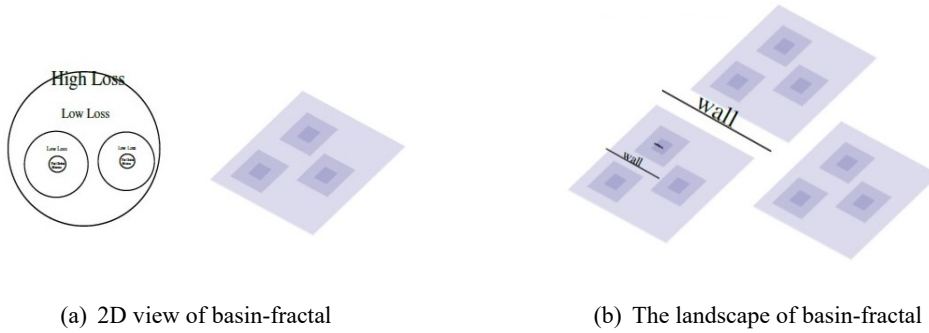 High Loss
Low Loss
Low Loss
Low Loss
wall
wall
(a) 2D view of basin-fractal
(b) The landscape of basin-fractal